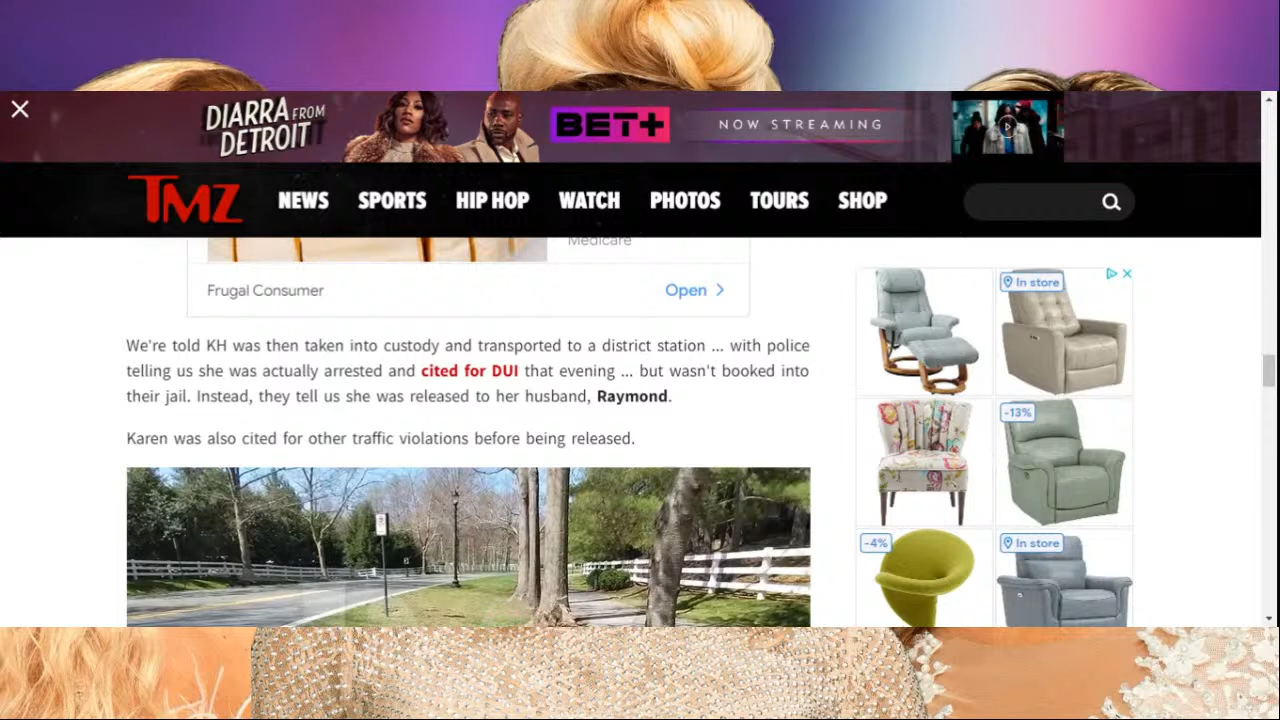 DIARRA FROM
DETROIT
BET+
NOW STREAMING
TMZ
NEWS SPORTS HIP HOP WATCH PHOTOS TOURS SHOP
Medicare
Frugal Consumer
Open
We're told KH was then taken into custody and transported to a district station ... with police
telling us she was actually arrested and cited for DUI that evening ... but wasn't booked into
their jail. Instead, they tell us she was released to her husband, Raymond.
Karen was also cited for other traffic violations before being released.
In store
-13%
-4%
In store